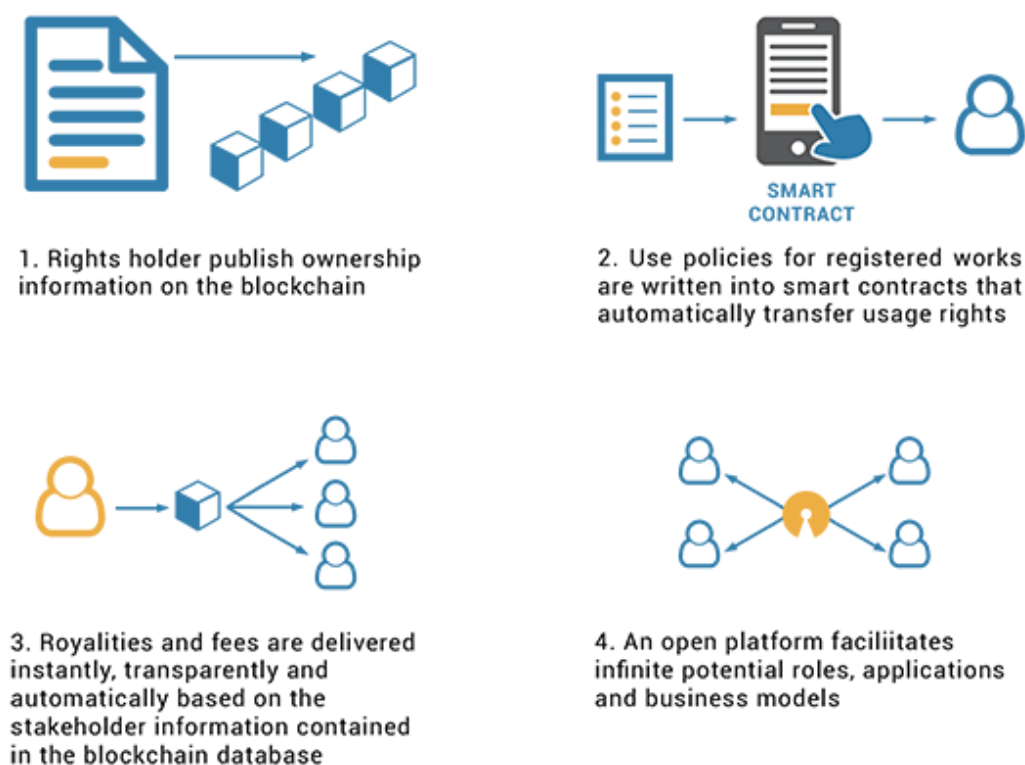 1. Rights holder publish ownership
information on the blockchain
SMART
CONTRACT
2. Use policies for registered works
are written into smart contracts that
automatically transfer usage rights
3. Royalities and fees are delivered
instantly, transparently and
automatically based on the
stakeholder information contained
in the blockchain database
4. An open platform faciliitates
infinite potential roles, applications
and business models